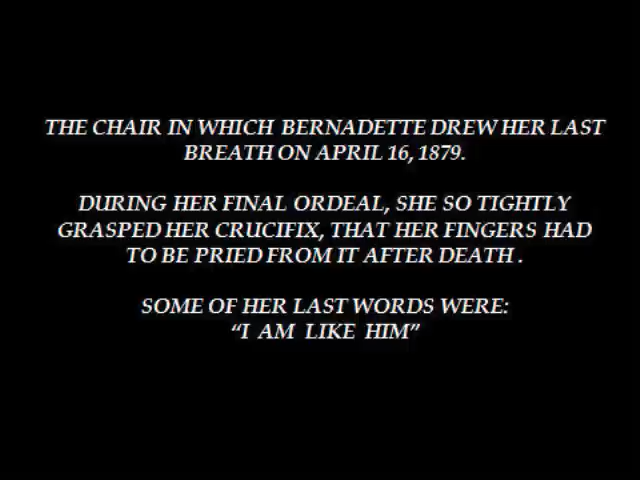 THE CHAIR IN WHICH BERNADETTE DREW HER LAST
BREATH ON APRIL 16, 1879.
DURING HER FINAL ORDEAL, SHE SO TIGHTLY
GRASPED HER CRUCIFIX, THAT HER FINGERS HAD
TO BE PRIED FROM IT AFTER DEATH .
SOME OF HER LAST WORDS WERE:
“I AM LIKE HIM”